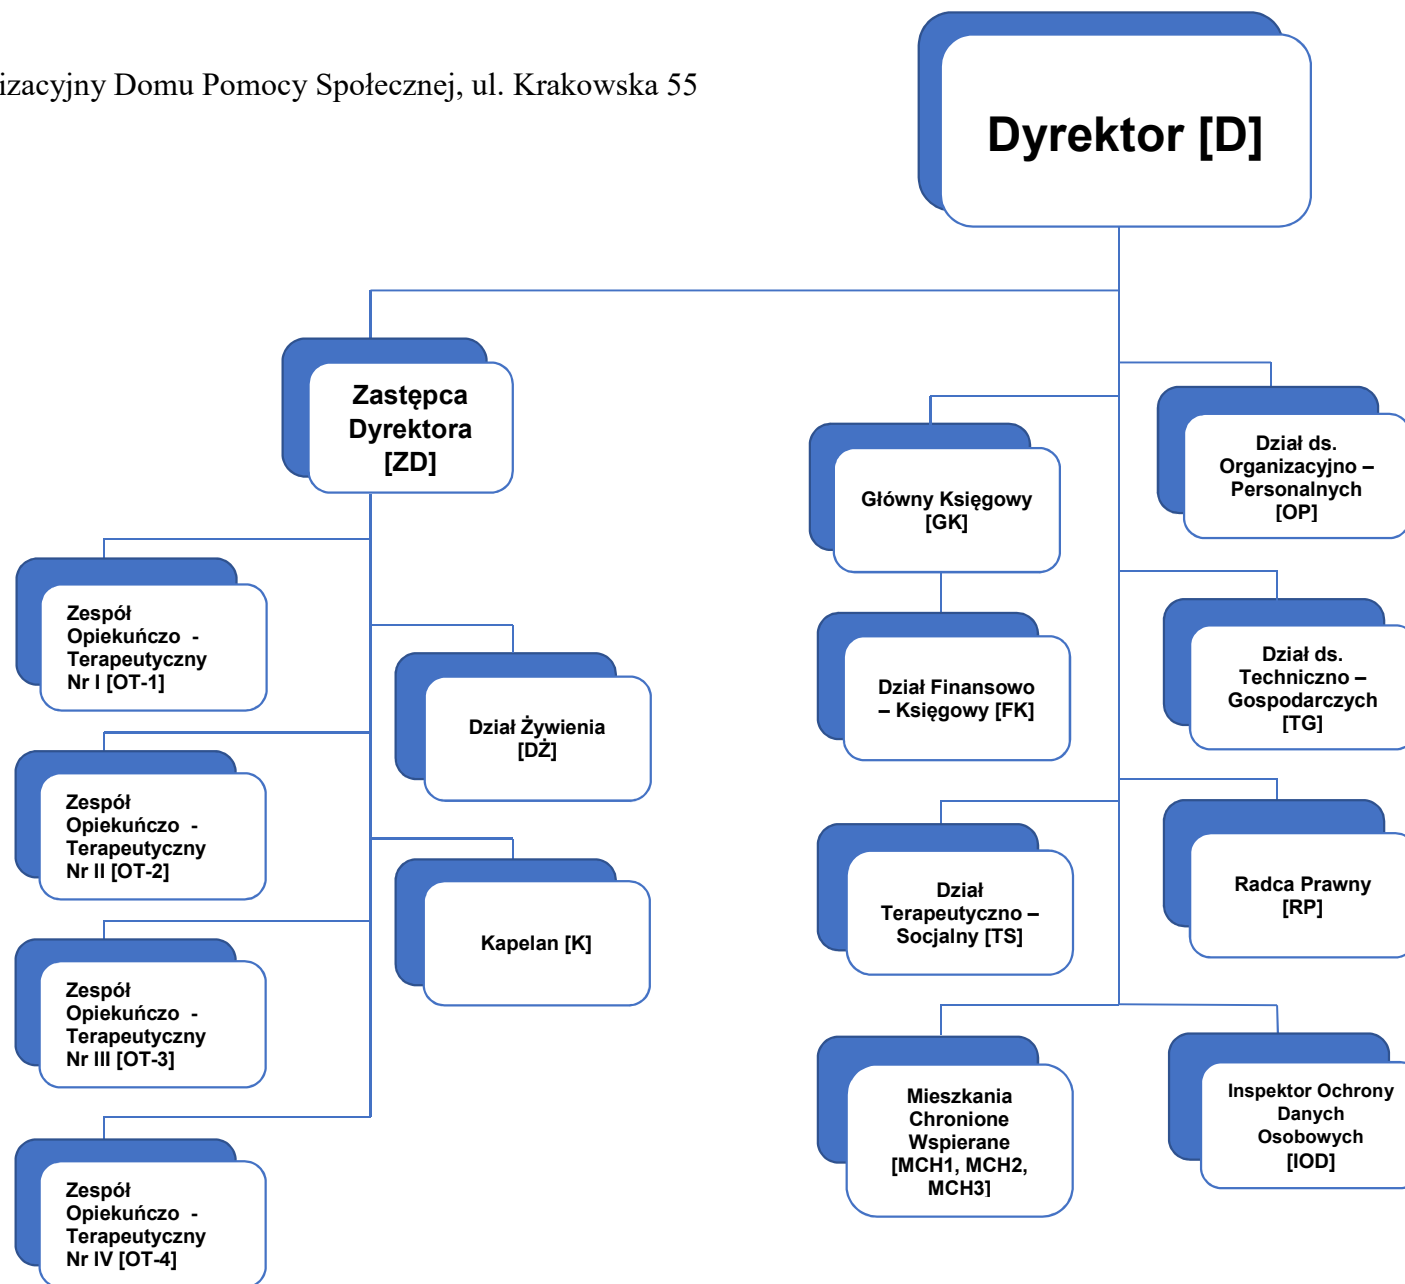 izacyjny Domu Pomocy Społecznej, ul. Krakowska 55
Dyrektor [D]
Zastępca
Dyrektora
[ZD]
Główny Księgowy
[GK]
Dział ds.
Organizacyjno –
Personalnych
[OP]
Zespół
Opiekuńczo -
Terapeutyczny
Nr I [OT-1]
Dział Żywienia
[DŻ]
Dział Finansowo
– Księgowy [FK]
Dział ds.
Techniczno –
Gospodarczych
[TG]
Zespół
Opiekuńczo -
Terapeutyczny
Nr II [OT-2]
Kapelan [K]
Dział
Terapeutyczno –
Socjalny [TS]
Radca Prawny
[RP]
Zespół
Opiekuńczo -
Terapeutyczny
Nr III [OT-3]
Mieszkania
Chronione
Wspierane
[MCH1, MCH2,
MCH3]
Inspektor Ochrony
Danych
Osobowych
[IOD]
Zespół
Opiekuńczo -
Terapeutyczny
Nr IV [OT-4]